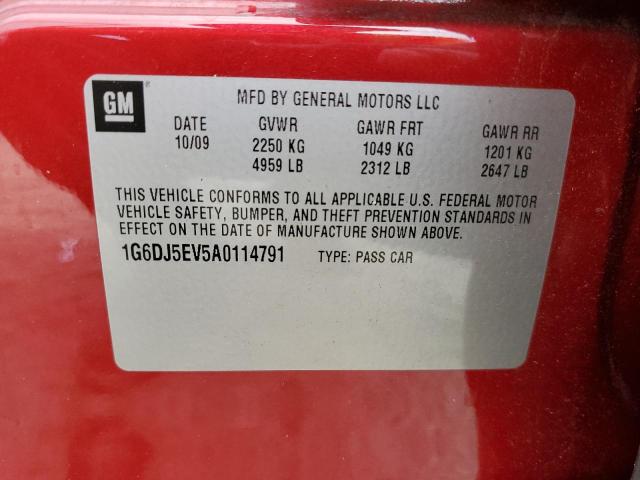 GM
MFD BY GENERAL MOTORS LLC
DATE GVWR GAWR FRT GAWR RR
10/09 2250 KG 1049 KG 1201 KG
4959 LB 2312 LB 2647 LB
THIS VEHICLE CONFORMS TO ALL APPLICABLE U.S. FEDERAL MOTOR
VEHICLE SAFETY, BUMPER, AND THEFT PREVENTION STANDARDS IN
EFFECT ON THE DATE OF MANUFACTURE SHOWN ABOVE.
1G6DJ5EV5A0114791 TYPE: PASS CAR